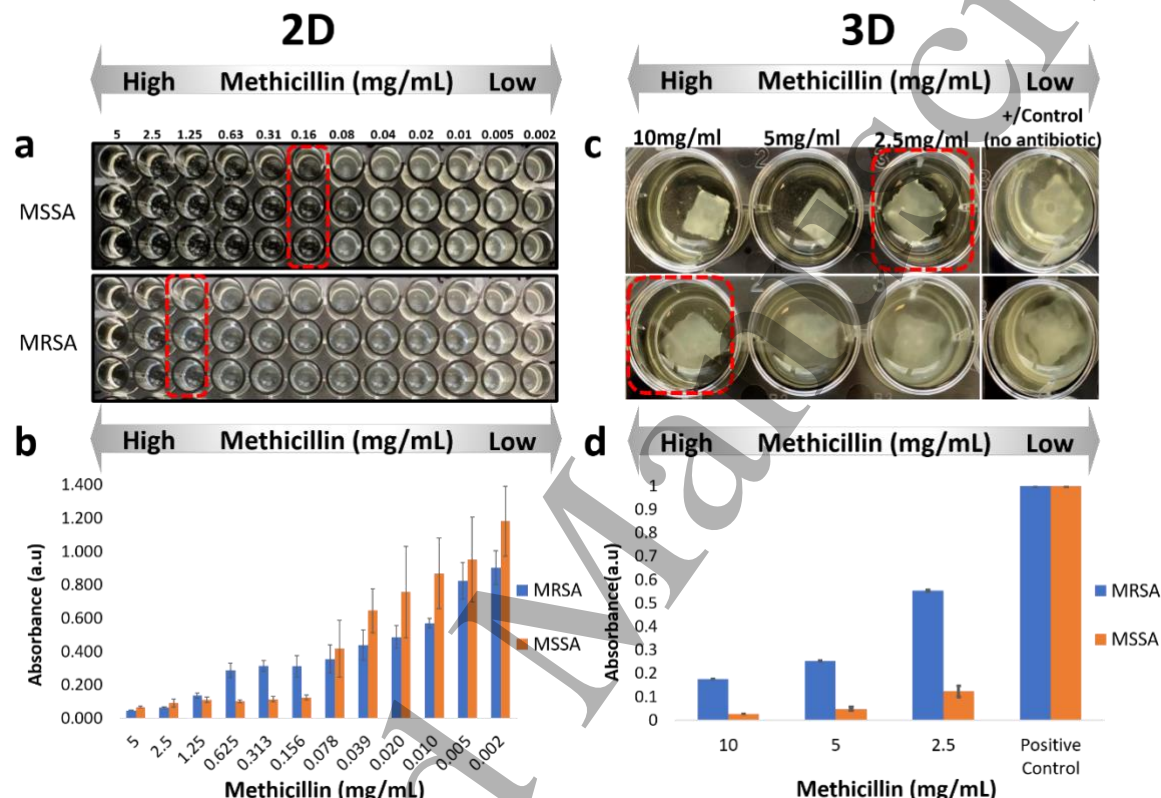 2D
3D
High Methicillin (mg/mL) Low
High Methicillin (mg/mL) Low
a
5 2.5 1.25 0.63 0.31 0.16 0.08 0.04 0.02 0.01 0.005 0.002
MSSA
MRSA
c
10mg/ml 5mg/ml 2.5mg/ml
+/Control
(no antibiotic)
High Methicillin (mg/mL) Low
High Methicillin (mg/mL) Low
b
Absorbance (a.u)
1.400
1.200
1.000
0.800
0.600
0.400
0.200
0.000
5 2.5 1.25 0.625 0.313 0.156 0.078 0.039 0.020 0.010 0.005 0.002
Methicillin (mg/mL)
MRSA
MSSA
d
Absorbance(a.u)
1
0.9
0.8
0.7
0.6
0.5
0.4
0.3
0.2
0.1
0
10 5 2.5 Positive
Control
Methicillin (mg/mL)
MRSA
MSSA